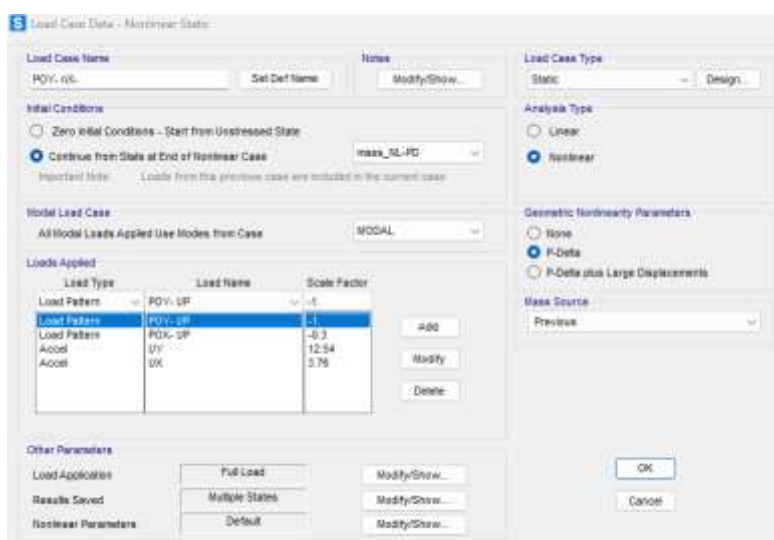 S Load Case Data - Nonlinear Static
Load Case Name
Set Def Name
Notes
Modify/Show...
Load Case Type
Static
Design...
Initial Conditions
Zero Initial Conditions - Start from Unstressed State
Continue from State at End of Nonlinear Case
mass_NL-PD
Important Note: Loads from this previous case are included in the current case
Analysis Type
Linear
Nonlinear
Modal Load Case
All Modal Loads Applied Use Modes from Case
MODAL
Geometric Nonlinearity Parameters
None
P-Delta
P-Delta plus Large Displacements
Loads Applied
Load Type Load Name Scale Factor
Load Pattern POY- UP -1
Load Pattern POY- UP -1
Load Pattern POX- UP -0.3
Accel UY 12.54
Accel UX 3.76
Add
Modify
Delete
Mass Source
Previous
Other Parameters
Load Application Full Load Modify/Show...
Results Saved Multiple States Modify/Show...
Nonlinear Parameters Default Modify/Show...
OK
Cancel